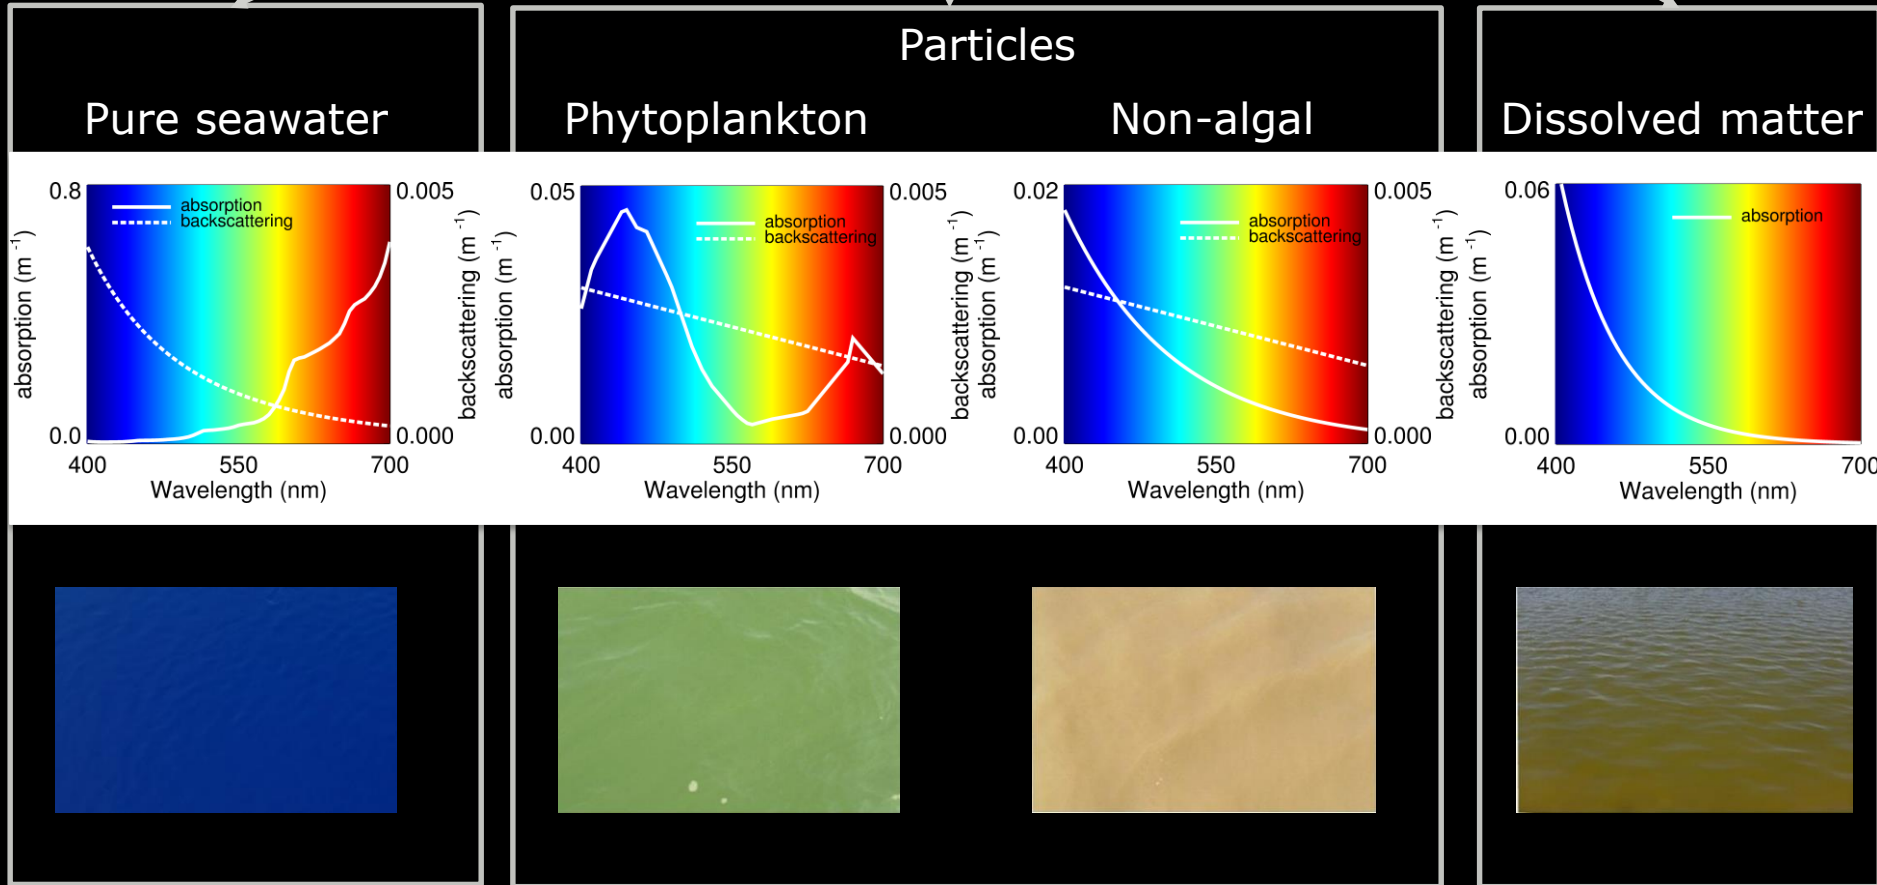 Particles
Pure seawater
Phytoplankton
Non-algal
Dissolved matter
0.8
absorption
backscattering
0.005
absorption (m⁻¹)
backscattering (m⁻¹)
0.0
0.000
400
550
700
Wavelength (nm)
0.05
absorption
backscattering
0.005
absorption (m⁻¹)
backscattering (m⁻¹)
0.00
0.000
400
550
700
Wavelength (nm)
0.02
absorption
backscattering
0.005
absorption (m⁻¹)
backscattering (m⁻¹)
0.00
0.000
400
550
700
Wavelength (nm)
0.06
absorption
absorption (m⁻¹)
0.00
400
550
700
Wavelength (nm)